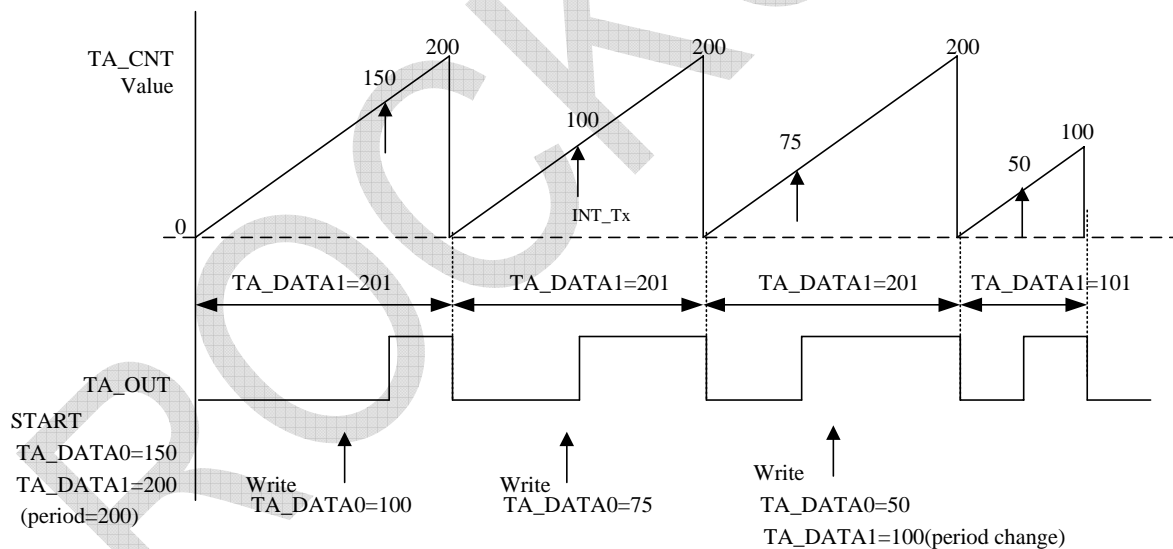 TA_CNT
Value
200
200
200
150
100
75
100
50
INT_Tx
0
TA_DATA1=201
TA_DATA1=201
TA_DATA1=201
TA_DATA1=101
TA_OUT
START
TA_DATA0=150
TA_DATA1=200
(period=200)
Write
TA_DATA0=100
Write
TA_DATA0=75
Write
TA_DATA0=50
TA_DATA1=100(period change)